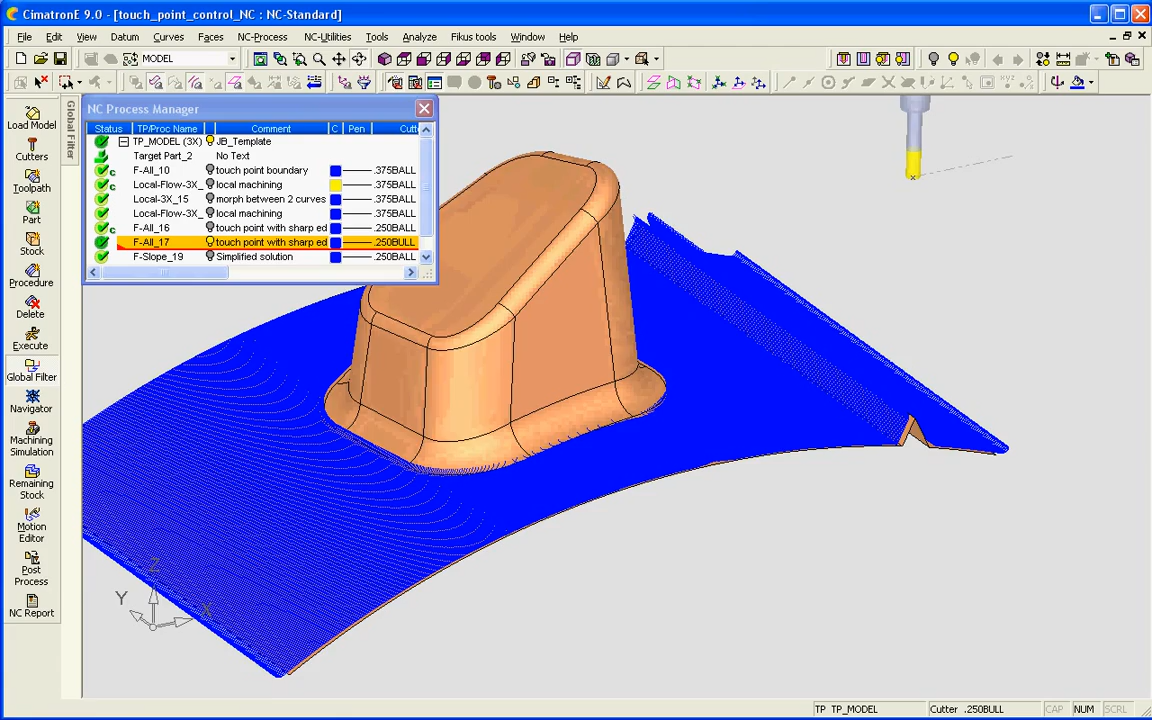 CimatronE 9.0 - [touch_point_control_NC : NC-Standard]
File Edit View Datum Curves Faces NC-Process NC-Utilities Tools Analyze Fikus tools Window Help
MODEL
Global Filter
NC Process Manager
Status TP/Proc Name Comment C Pen Cutt
TP_MODEL (3X) JB_Template
Target Part_2 No Text
F-All_10 touch point boundary .375BALL
Local-Flow-3X_ local machining .375BALL
Local-3X_15 morph between 2 curves .375BALL
Local-Flow-3X_ local machining .375BALL
F-All_16 touch point with sharp ed .250BALL
F-All_17 touch point with sharp ed .250BULL
F-Slope_19 Simplified solution .250BALL
Load Model
Cutters
Toolpath
Part
Stock
Procedure
Delete
Execute
Global Filter
Navigator
Machining
Simulation
Remaining
Stock
Motion
Editor
Post
Process
NC Report
Z
Y
X
TP TP_MODEL Cutter .250BULL CAP NUM SCRL